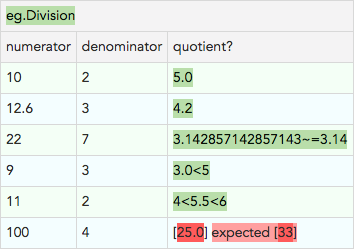 eg.Division
numerator denominator quotient?
10 2 5.0
12.6 3 4.2
22 7 3.142857142857143~=3.14
9 3 3.0<5
11 2 4<5.5<6
100 4 [25.0] expected [33]